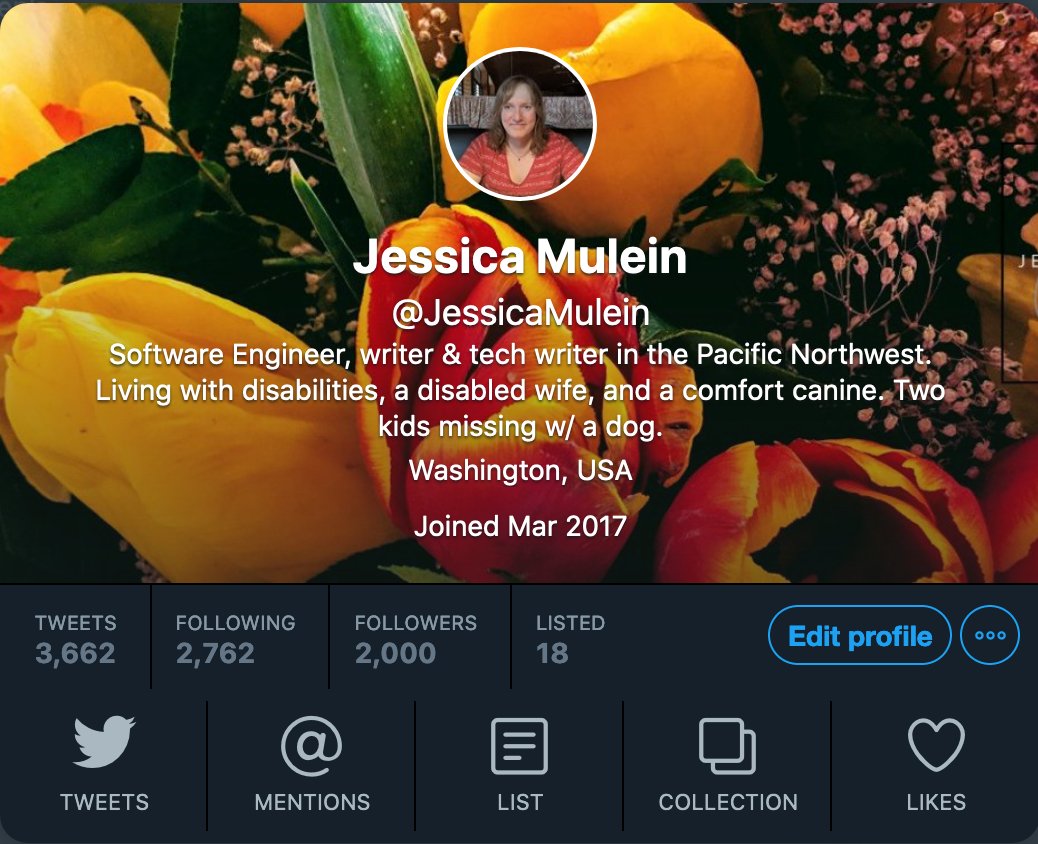 Jessica Mulein
@JessicaMulein
Software Engineer, writer & tech writer in the Pacific Northwest.
Living with disabilities, a disabled wife, and a comfort canine. Two
kids missing w/ a dog.
Washington, USA
Joined Mar 2017
TWEETS FOLLOWING FOLLOWERS LISTED
3,662 2,762 2,000 18
Edit profile
TWEETS MENTIONS LIST COLLECTION LIKES